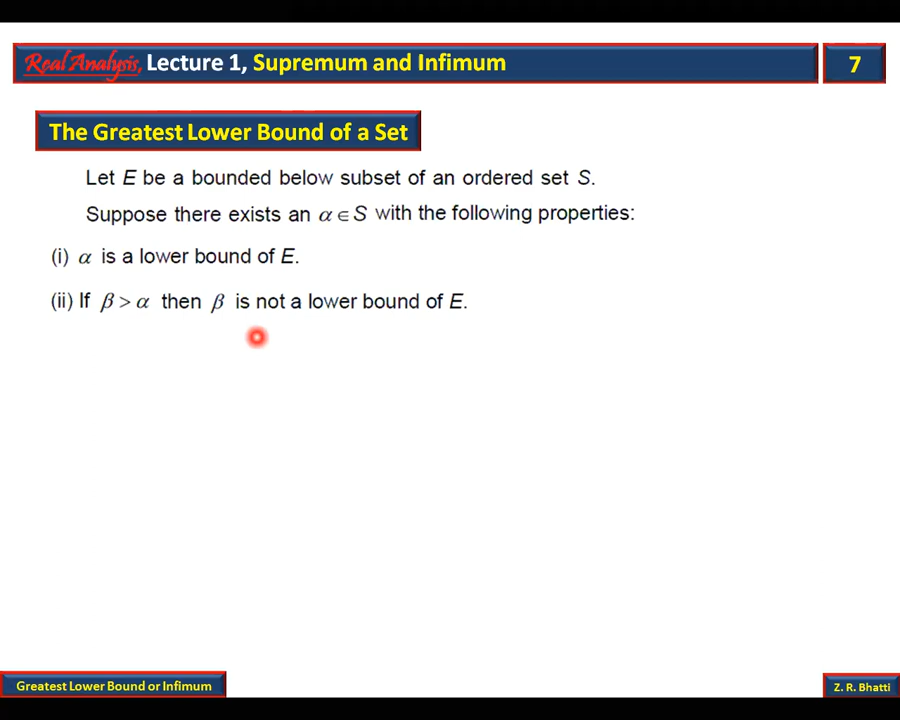 Real Analysis, Lecture 1, Supremum and Infimum
7
The Greatest Lower Bound of a Set
Let E be a bounded below subset of an ordered set S.
Suppose there exists an α ∈ S with the following properties:
(i) α is a lower bound of E.
(ii) If β > α then β is not a lower bound of E.
Greatest Lower Bound or Infimum
Z. R. Bhatti